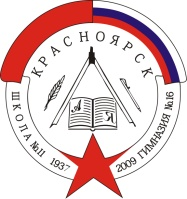 КРАСНОЯРСК
ШКОЛА №11 1937
2009 ГИМНАЗИЯ №16
А Я